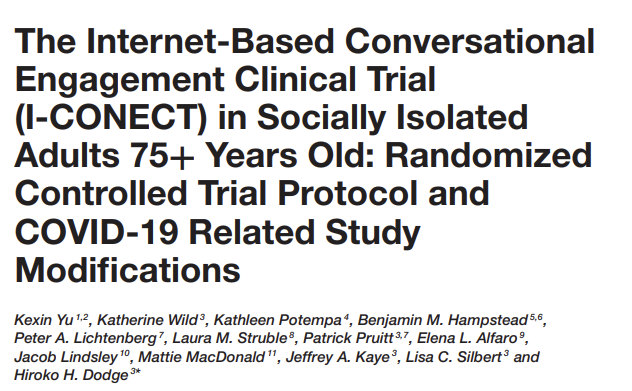 The Internet-Based Conversational
Engagement Clinical Trial
(I-CONECT) in Socially Isolated
Adults 75+ Years Old: Randomized
Controlled Trial Protocol and
COVID-19 Related Study
Modifications
Kexin Yu 1,2, Katherine Wild 3, Kathleen Potempa 4, Benjamin M. Hampstead 5,6,
Peter A. Lichtenberg 7, Laura M. Struble 8, Patrick Pruitt 3,7, Elena L. Alfaro 9,
Jacob Lindsley 10, Mattie MacDonald 11, Jeffrey A. Kaye 3, Lisa C. Silbert 3 and
Hiroko H. Dodge 3*